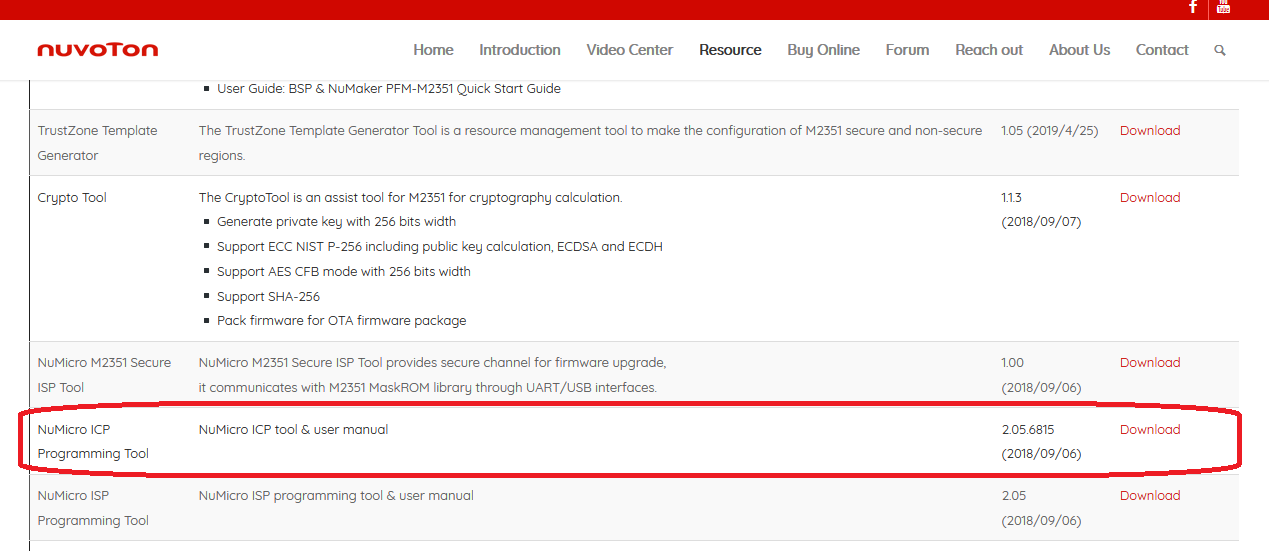 You Tube
nuvoTon
Home Introduction Video Center Resource Buy Online Forum Reach out About Us Contact
User Guide: BSP & NuMaker PFM-M2351 Quick Start Guide
TrustZone Template Generator
The TrustZone Template Generator Tool is a resource management tool to make the configuration of M2351 secure and non-secure
regions.
1.05 (2019/4/25)
Download
Crypto Tool
The CryptoTool is an assist tool for M2351 for cryptography calculation.
Generate private key with 256 bits width
Support ECC NIST P-256 including public key calculation, ECDSA and ECDH
Support AES CFB mode with 256 bits width
Support SHA-256
Pack firmware for OTA firmware package
1.1.3
(2018/09/07)
Download
NuMicro M2351 Secure
ISP Tool
NuMicro M2351 Secure ISP Tool provides secure channel for firmware upgrade,
it communicates with M2351 MaskROM library through UART/USB interfaces.
1.00
(2018/09/06)
Download
NuMicro ICP
Programming Tool
NuMicro ICP tool & user manual
2.05.6815
(2018/09/06)
Download
NuMicro ISP
Programming Tool
NuMicro ISP programming tool & user manual
2.05
(2018/09/06)
Download